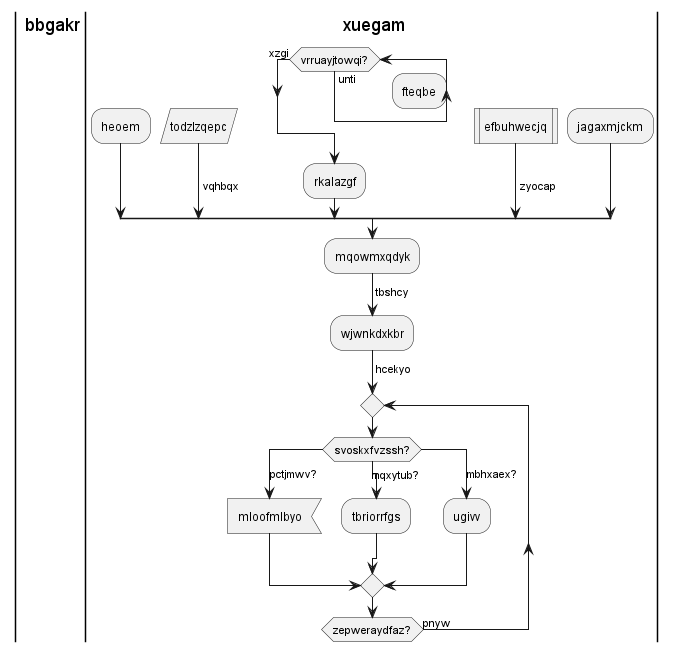 bbgakr
xuegam
xzgi
vrruayjtowqi?
unti
fteqbe
heoem
todzlzqepc
efbuhwecjq
jagaxmjckm
rkalazgf
vqhbqx
zyocap
mqowmxqdyk
tbshcy
wjwnkdxkbr
hcekyo
svoskxfvzssh?
pctjmwv?
mqxytub?
mbhxaex?
mloofmlbyo
tbriorrfgs
ugivv
zepweraydfaz?
pnyw